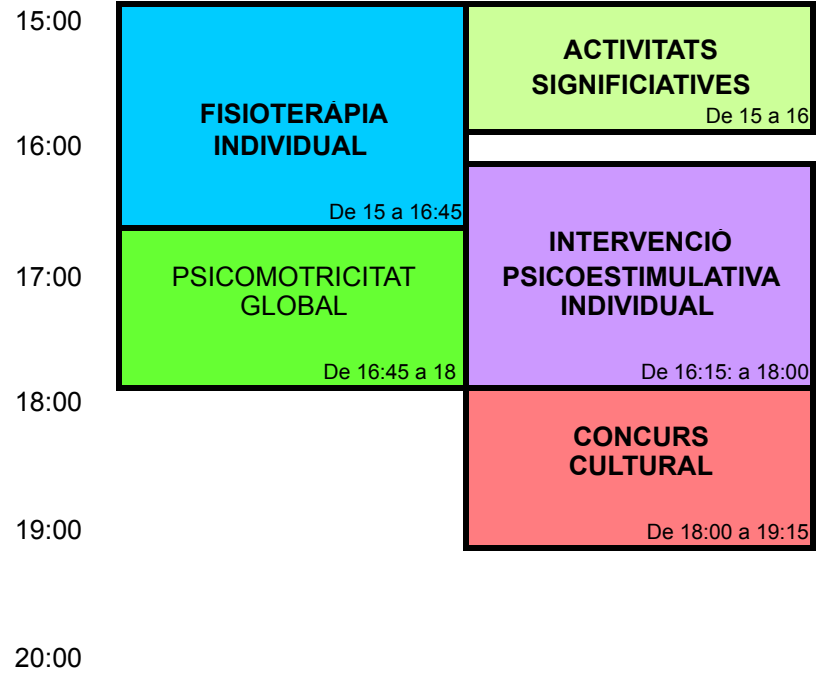 15:00
ACTIVITATS
SIGNIFICIATIVES
De 15 a 16
FISIOTERÀPIA
INDIVIDUAL
De 15 a 16:45
16:00
INTERVENCIÓ
PSICOESTIMULATIVA
INDIVIDUAL
De 16:15: a 18:00
17:00
PSICOMOTRICITAT
GLOBAL
De 16:45 a 18
18:00
CONCURS
CULTURAL
De 18:00 a 19:15
19:00
20:00